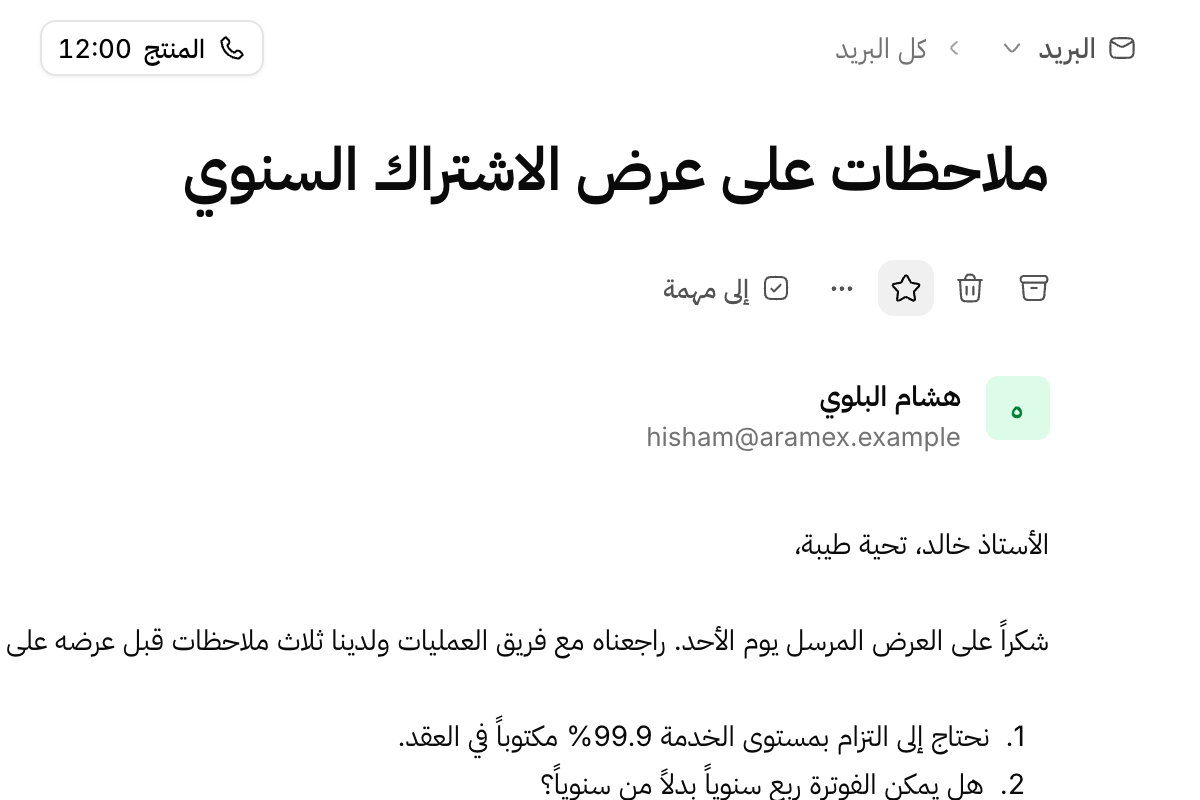 البريد
كل البريد
المنتج 12:00
ملاحظات على عرض الاشتراك السنوي
إلى مهمة
ه
هشام البلوي
hisham@aramex.example
الأستاذ خالد، تحية طيبة،
شكراً على العرض المرسل يوم الأحد. راجعناه مع فريق العمليات ولدينا ثلاث ملاحظات قبل عرضه على
1. نحتاج إلى التزام بمستوى الخدمة 99.9% مكتوباً في العقد.
2. هل يمكن الفوترة ربع سنوياً بدلاً من سنوياً؟